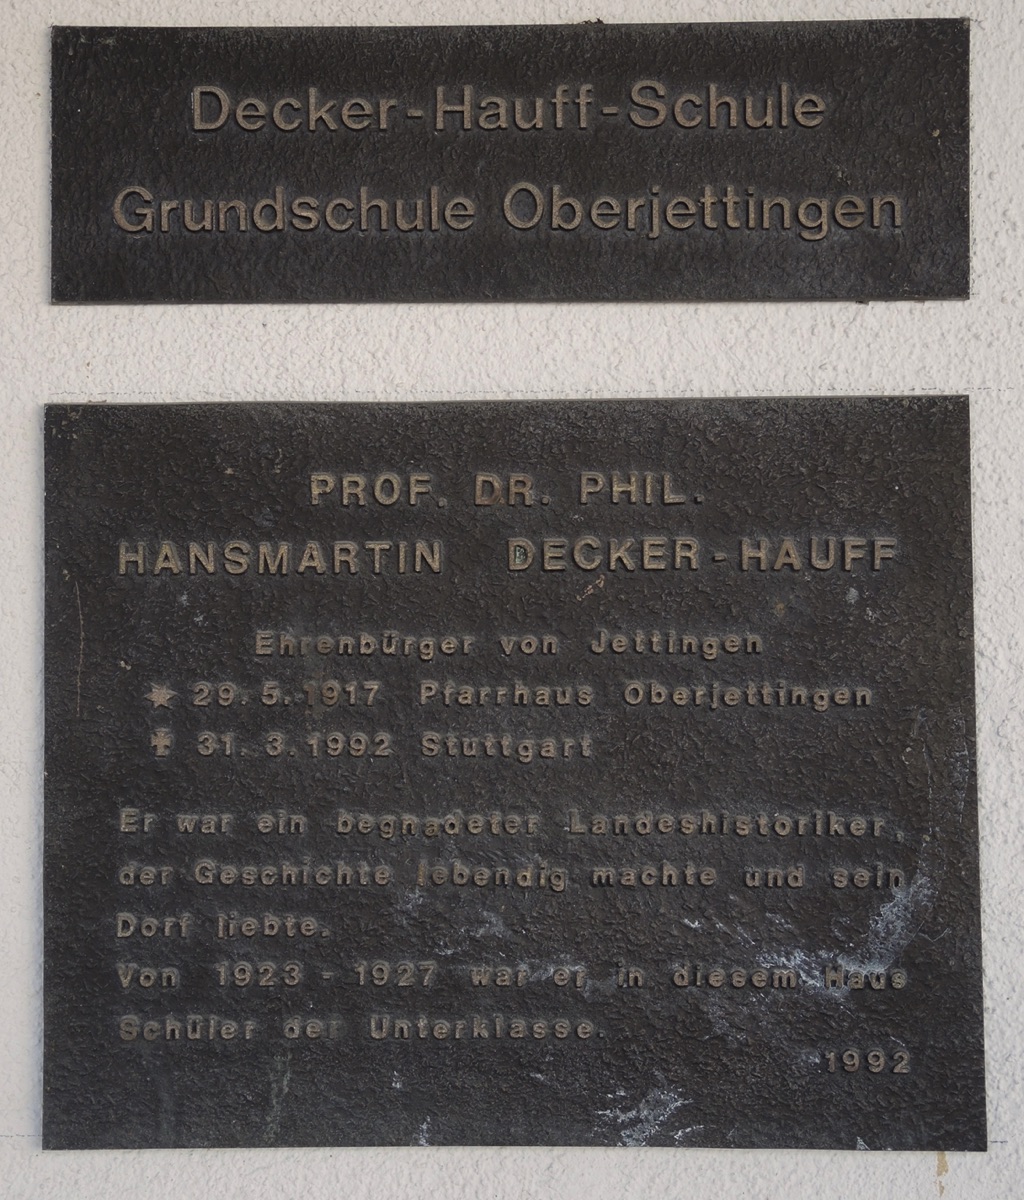 Decker-Hauff-Schule
Grundschule Oberjettingen
PROF. DR. PHIL.
HANSMARTIN DECKER-HAUFF
Ehrenbürger von Jettingen
* 29. 5. 1917 Pfarrhaus Oberjettingen
✝ 31. 3. 1992 Stuttgart
Er war ein begnadeter Landeshistoriker,
der Geschichte lebendig machte und sein
Dorf liebte.
Von 1923 - 1927 war er in diesem Haus
Schüler der Unterklasse.
1992